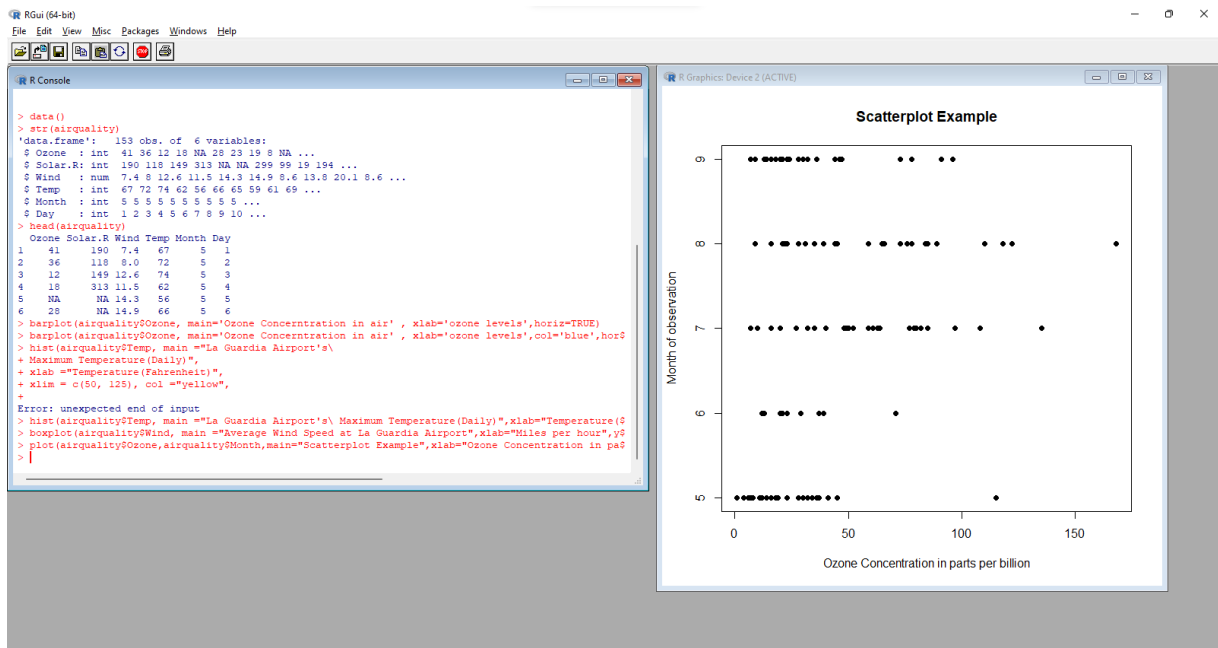 RGui (64-bit)
File Edit View Misc Packages Windows Help
STOP
R Console
> data()
> str(airquality)
'data.frame':   153 obs. of  6 variables:
 $ Ozone  : int  41 36 12 18 NA 28 23 19 8 NA ...
 $ Solar.R: int  190 118 149 313 NA NA 299 99 19 194 ...
 $ Wind   : num  7.4 8 12.6 11.5 14.3 14.9 8.6 13.8 20.1 8.6 ...
 $ Temp   : int  67 72 74 62 56 66 65 59 61 69 ...
 $ Month  : int  5 5 5 5 5 5 5 5 5 5 ...
 $ Day    : int  1 2 3 4 5 6 7 8 9 10 ...
> head(airquality)
  Ozone Solar.R Wind Temp Month Day
1    41     190  7.4   67     5   1
2    36     118  8.0   72     5   2
3    12     149 12.6   74     5   3
4    18     313 11.5   62     5   4
5    NA      NA 14.3   56     5   5
6    28      NA 14.9   66     5   6
> barplot(airquality$Ozone, main='Ozone Concerntration in air' , xlab='ozone levels',horiz=TRUE)
> barplot(airquality$Ozone, main='Ozone Concerntration in air' , xlab='ozone levels',col='blue',hor$
> hist(airquality$Temp, main ="La Guardia Airport's\
+ Maximum Temperature(Daily)",
+ xlab ="Temperature(Fahrenheit)",
+ xlim = c(50, 125), col ="yellow",
+
Error: unexpected end of input
> hist(airquality$Temp, main ="La Guardia Airport's\ Maximum Temperature(Daily)",xlab="Temperature($
> boxplot(airquality$Wind, main ="Average Wind Speed at La Guardia Airport",xlab="Miles per hour",y$
> plot(airquality$Ozone,airquality$Month,main="Scatterplot Example",xlab="Ozone Concentration in pa$
>
R Graphics: Device 2 (ACTIVE)
Scatterplot Example
Month of observation
9
8
7
6
5
0 50 100 150
Ozone Concentration in parts per billion